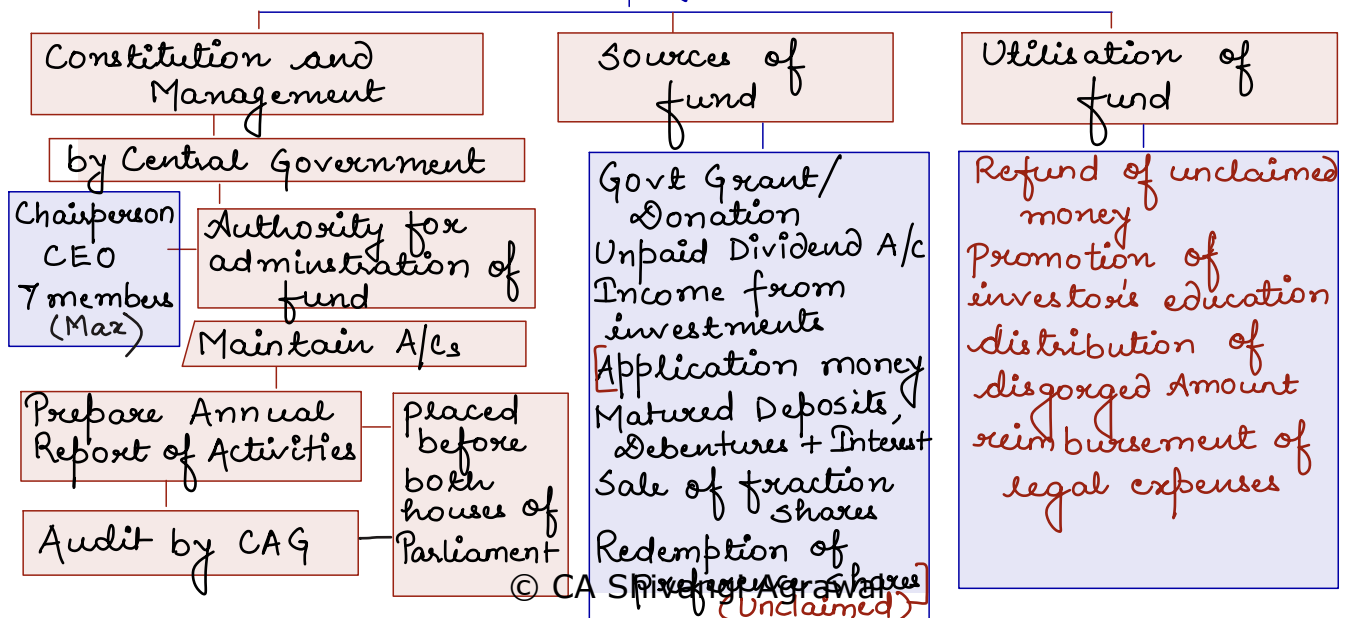 Constitution and
Management
by Central Government
Chairperson
CEO
7 members
(Max)
Authority for
adminstration of
fund
Maintain A/Cs
Prepare Annual
Report of Activities
Audit by CAG
placed
before
both
houses of
Parliament
Sources of
fund
Govt Grant/
Donation
Unpaid Dividend A/c
Income from
investments
Application money
Matured Deposits,
Debentures + Interest
Sale of fraction
shares
Redemption of
preference shares
(Unclaimed)
Utilisation of
fund
Refund of unclaimed
money
Promotion of
investor's education
distribution of
disgorged Amount
reimbursement of
legal expenses
© CA Shivangi Agrawal